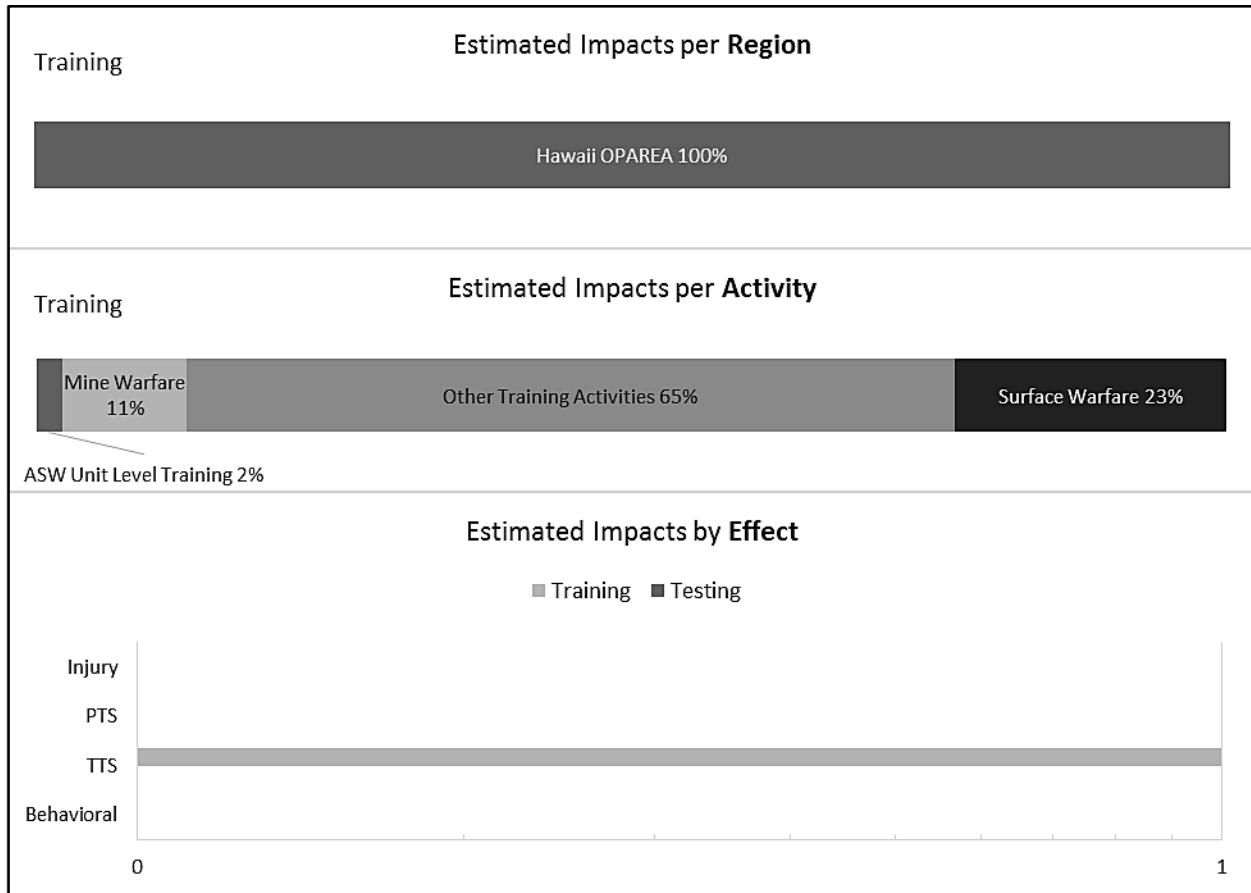 Estimated Impacts per Region
Training
Hawaii OPAREA 100%
Estimated Impacts per Activity
Training
Mine Warfare
11%
Other Training Activities 65%
Surface Warfare 23%
ASW Unit Level Training 2%
Estimated Impacts by Effect
Training Testing
Injury
PTS
TTS
Behavioral
0 1